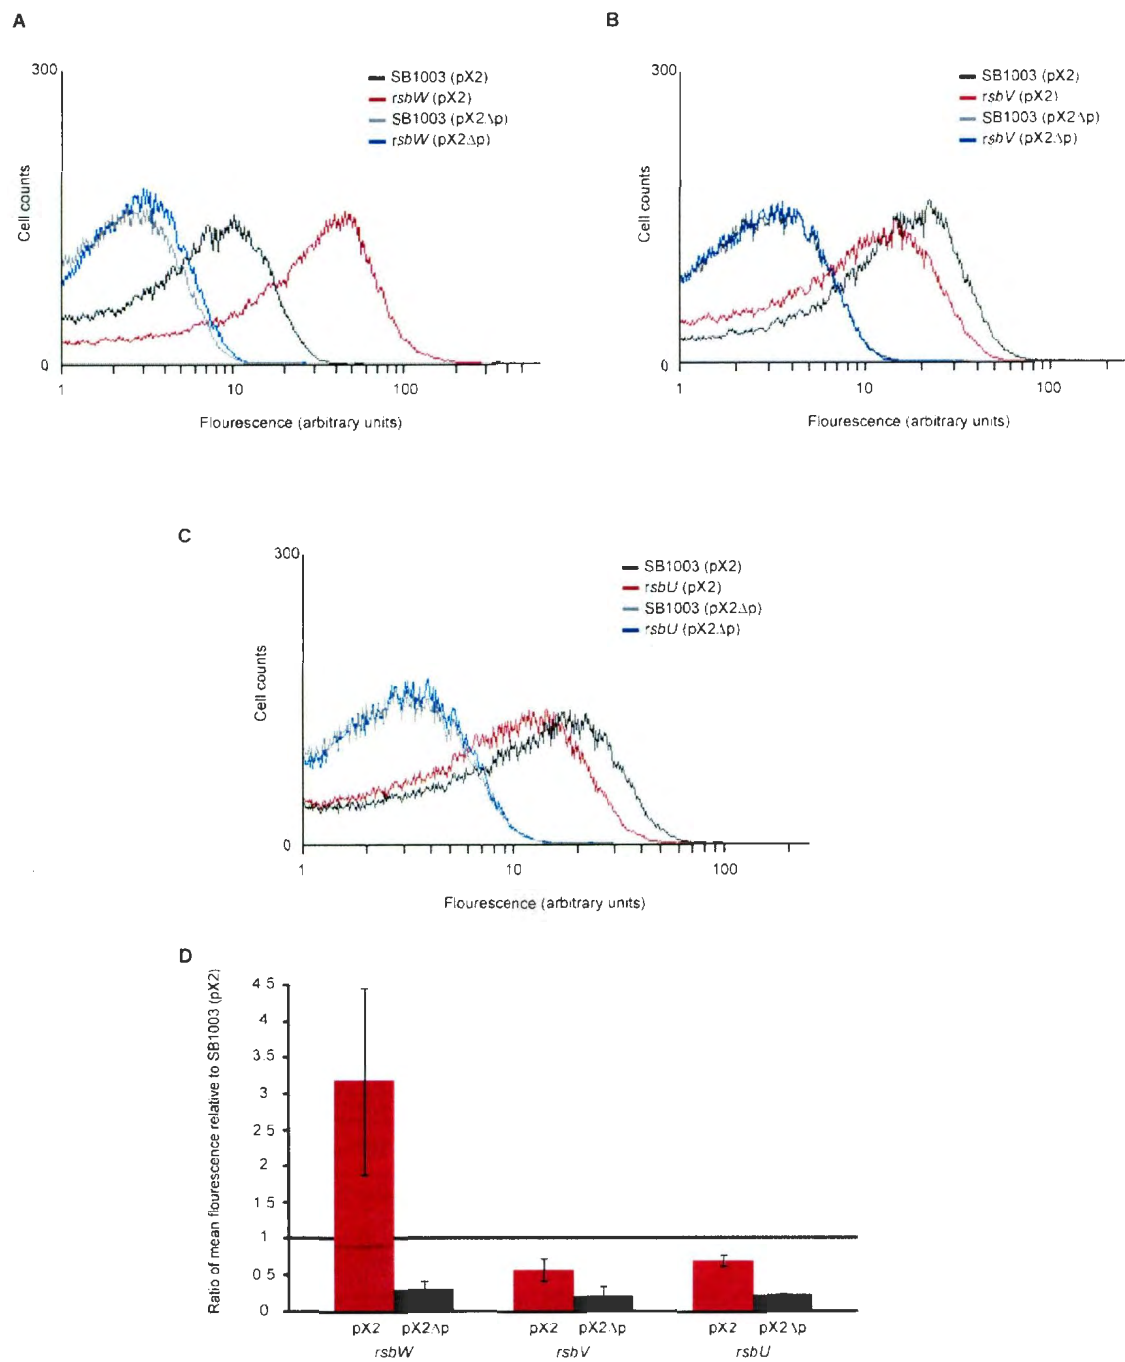 A
300
SB1003 (pX2)
rsbW (pX2)
SB1003 (pX2Δp)
rsbW (pX2Δp)
Cell counts
0
1
10
100
Flourescence (arbitrary units)
B
300
SB1003 (pX2)
rsbV (pX2)
SB1003 (pX2Δp)
rsbV (pX2Δp)
Cell counts
0
1
10
100
Flourescence (arbitrary units)
C
300
SB1003 (pX2)
rsbU (pX2)
SB1003 (pX2Δp)
rsbU (pX2Δp)
Cell counts
0
1
10
100
Flourescence (arbitrary units)
D
Ratio of mean flourescence relative to SB1003 (pX2)
4.5
4
3.5
3
2.5
2
1.5
1
0.5
0
pX2 pX2Δp pX2 pX2Δp pX2 pX2Δp
rsbW rsbV rsbU